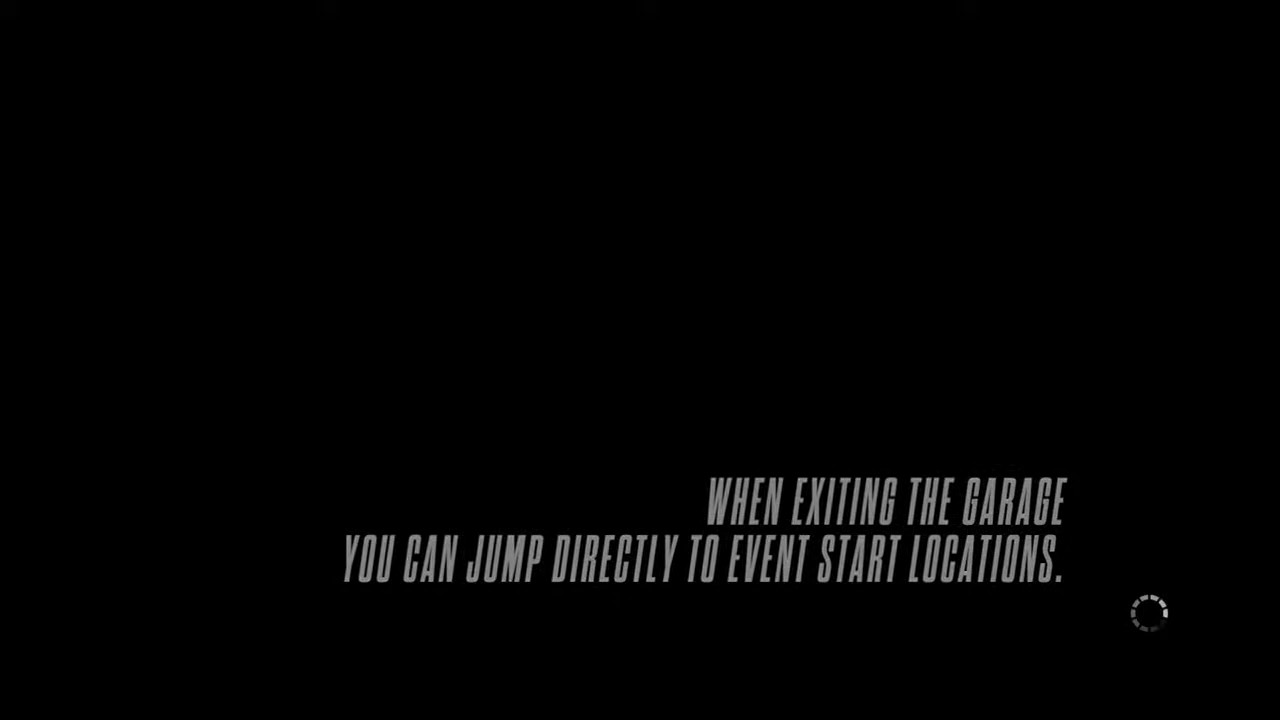 WHEN EXITING THE GARAGE
YOU CAN JUMP DIRECTLY TO EVENT START LOCATIONS.